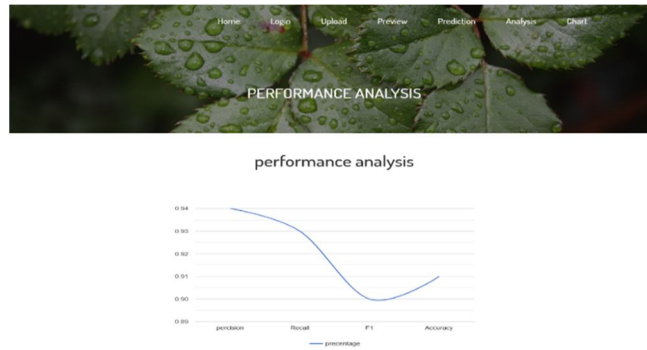 Home Login Upload Preview Prediction Analysis Chart
PERFORMANCE ANALYSIS
performance analysis
0.94
0.93
0.92
0.91
0.90
0.89
percision Recall F1 Accuracy
precentage